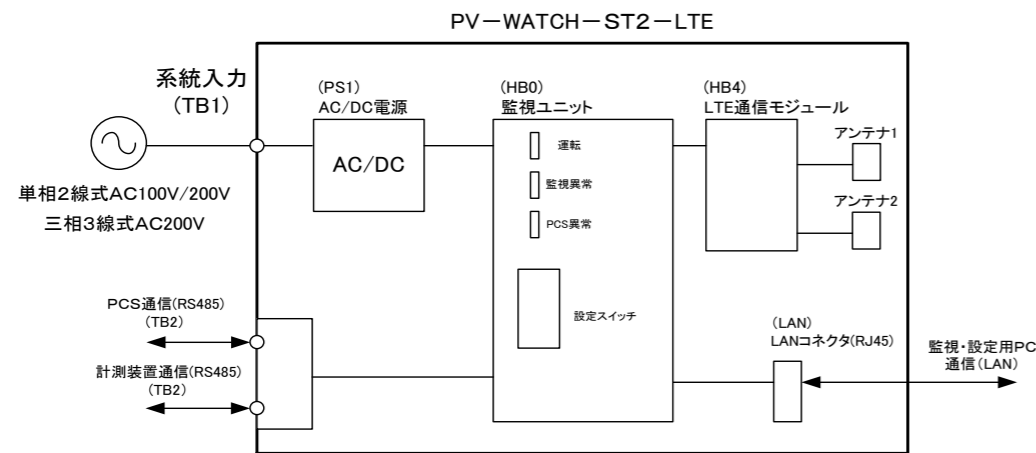 PV－WATCH－ST2－LTE
系統入力
(TB1)
単相2線式AC100V/200V
三相3線式AC200V
(PS1)
AC/DC電源
AC/DC
(HB0)
監視ユニット
運転
監視異常
PCS異常
設定スイッチ
(HB4)
LTE通信モジュール
アンテナ1
アンテナ2
PCS通信(RS485)
(TB2)
計測装置通信(RS485)
(TB2)
(LAN)
LANコネクタ(RJ45)
監視・設定用PC
通信(LAN)